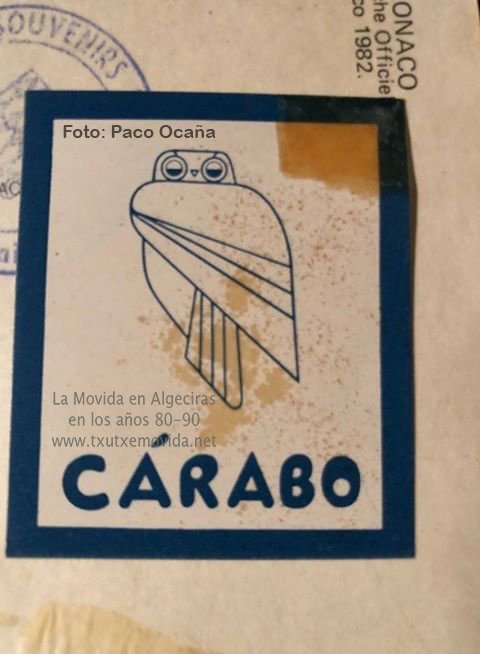 SOUVENIRS
ONACO
he Officie
co 1982.
Foto: Paco Ocaña
La Movida en Algeciras
en los años 80-90
www.txutxemovida.net
CÁRABO